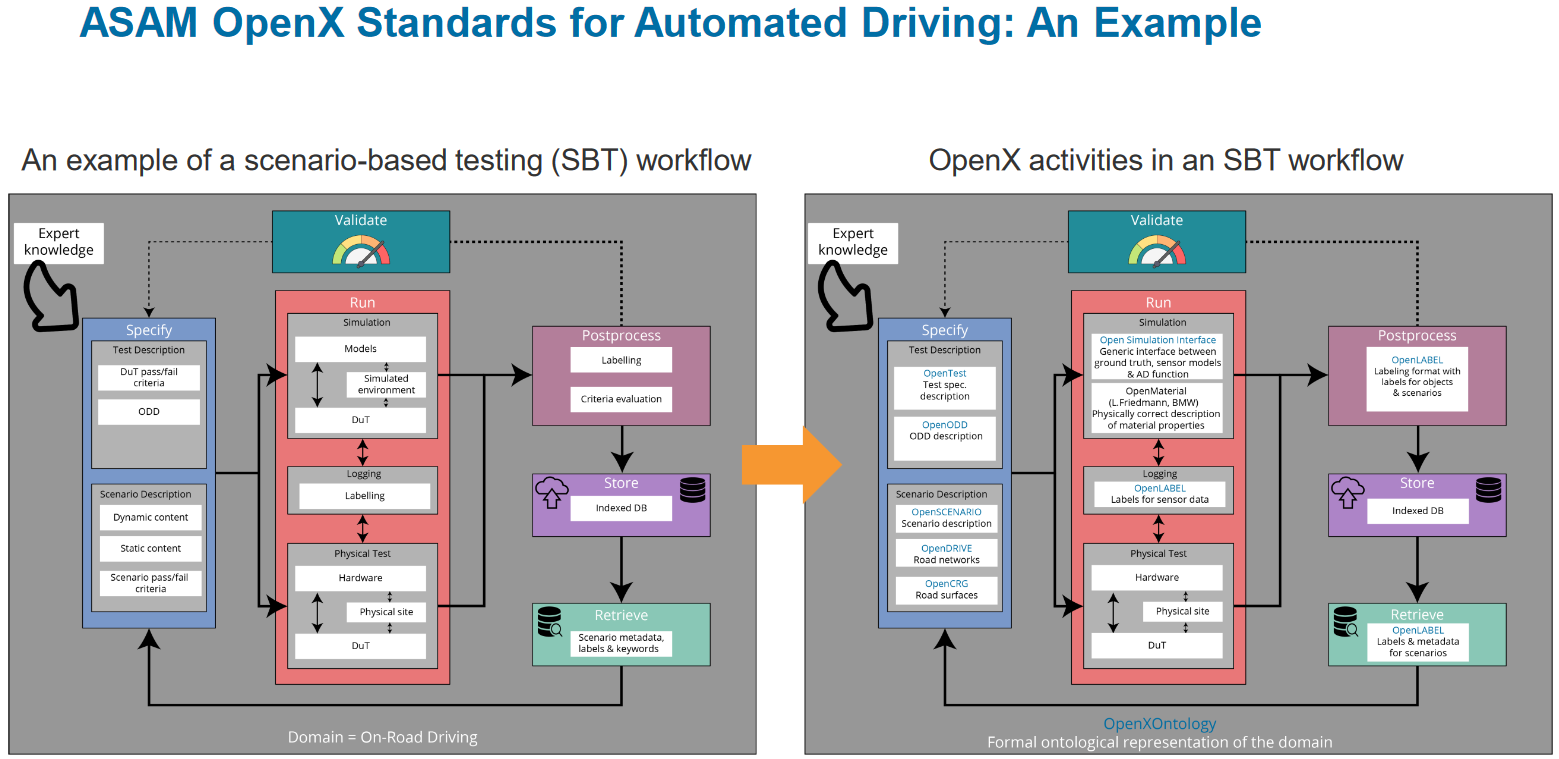 ASAM OpenX Standards for Automated Driving: An Example
An example of a scenario-based testing (SBT) workflow
Expert
knowledge
Validate
Specify
Test Description
DuT pass/fail
criteria
ODD
Scenario Description
Dynamic content
Static content
Scenario pass/fail
criteria
Run
Simulation
Models
Simulated
environment
DuT
Logging
Labelling
Physical Test
Hardware
Physical site
DuT
Postprocess
Labelling
Criteria evaluation
Store
Indexed DB
Retrieve
Scenario metadata,
labels & keywords
Domain = On-Road Driving
OpenX activities in an SBT workflow
Expert
knowledge
Validate
Specify
Test Description
OpenTest
Test spec.
description
OpenODD
ODD description
Scenario Description
OpenSCENARIO
Scenario description
OpenDRIVE
Road networks
OpenCRG
Road surfaces
Run
Simulation
Open Simulation Interface
Generic interface between
ground truth, sensor models
& AD function
OpenMaterial
(L.Friedmann, BMW)
Physically correct description
of material properties
Logging
OpenLABEL
Labels for sensor data
Physical Test
Hardware
Physical site
DuT
Postprocess
OpenLABEL
Labeling format with
labels for objects
& scenarios
Store
Indexed DB
Retrieve
OpenLABEL
Labels & metadata
for scenarios
OpenXOntology
Formal ontological representation of the domain